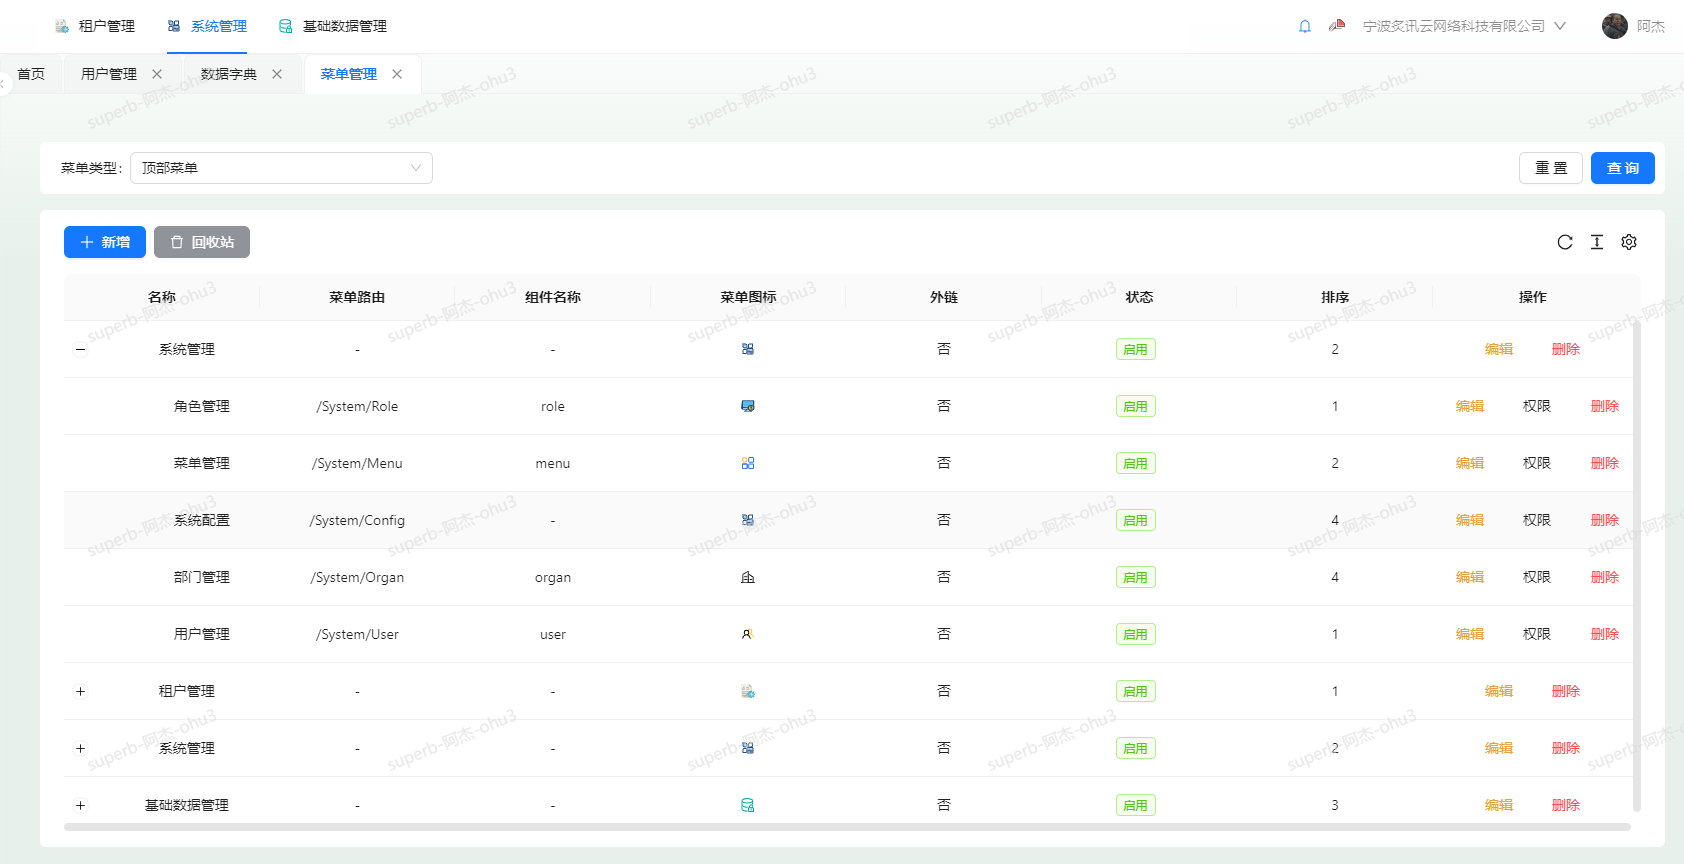 租户管理 系统管理 基础数据管理 宁波炙讯云网络科技有限公司 阿杰
首页 用户管理 数据字典 菜单管理
菜单类型: 顶部菜单 重 置 查 询
新增 回收站
名称 菜单路由 组件名称 菜单图标 外链 状态 排序 操作
系统管理 - - 否 启用 2 编辑 删除
角色管理 /System/Role role 否 启用 1 编辑 权限 删除
菜单管理 /System/Menu menu 否 启用 2 编辑 权限 删除
系统配置 /System/Config - 否 启用 4 编辑 权限 删除
部门管理 /System/Organ organ 否 启用 4 编辑 权限 删除
用户管理 /System/User user 否 启用 1 编辑 权限 删除
租户管理 - - 否 启用 1 编辑 删除
系统管理 - - 否 启用 2 编辑 删除
基础数据管理 - - 否 启用 3 编辑 删除
superb-阿杰-ohu3